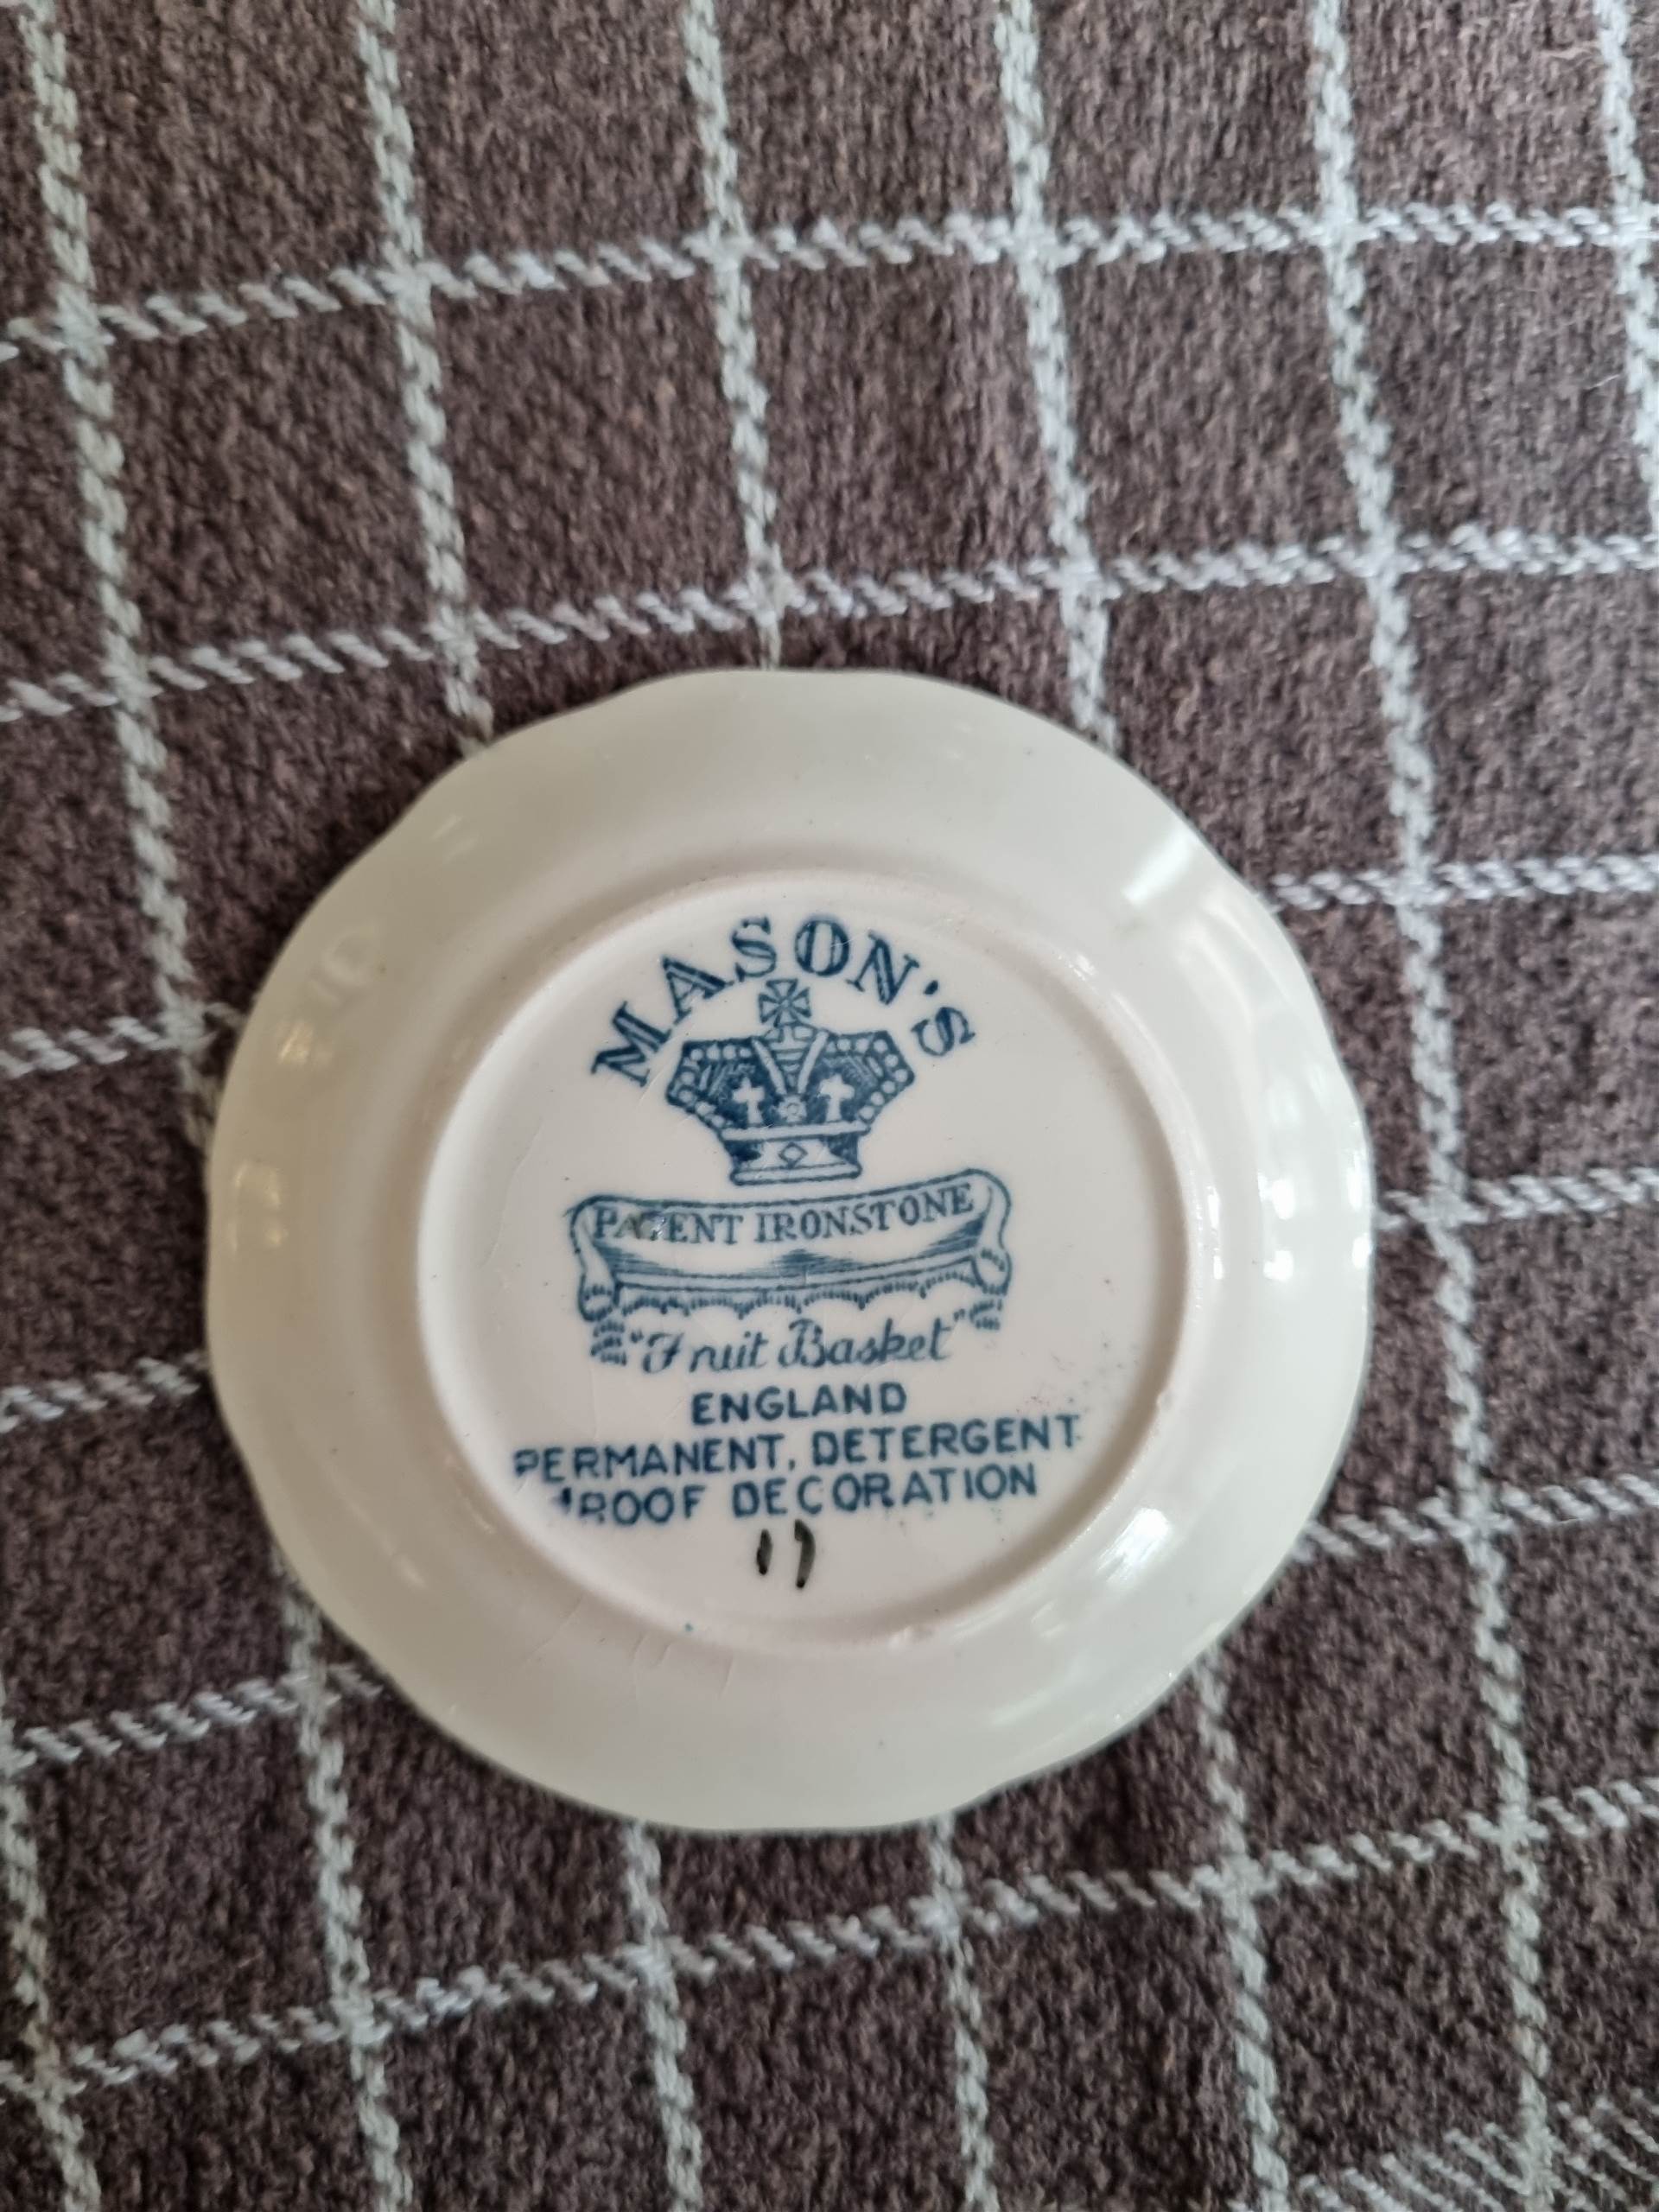 MASON'S
PATENT IRONSTONE
"Fruit Basket"
ENGLAND
PERMANENT, DETERGENT
PROOF DECORATION